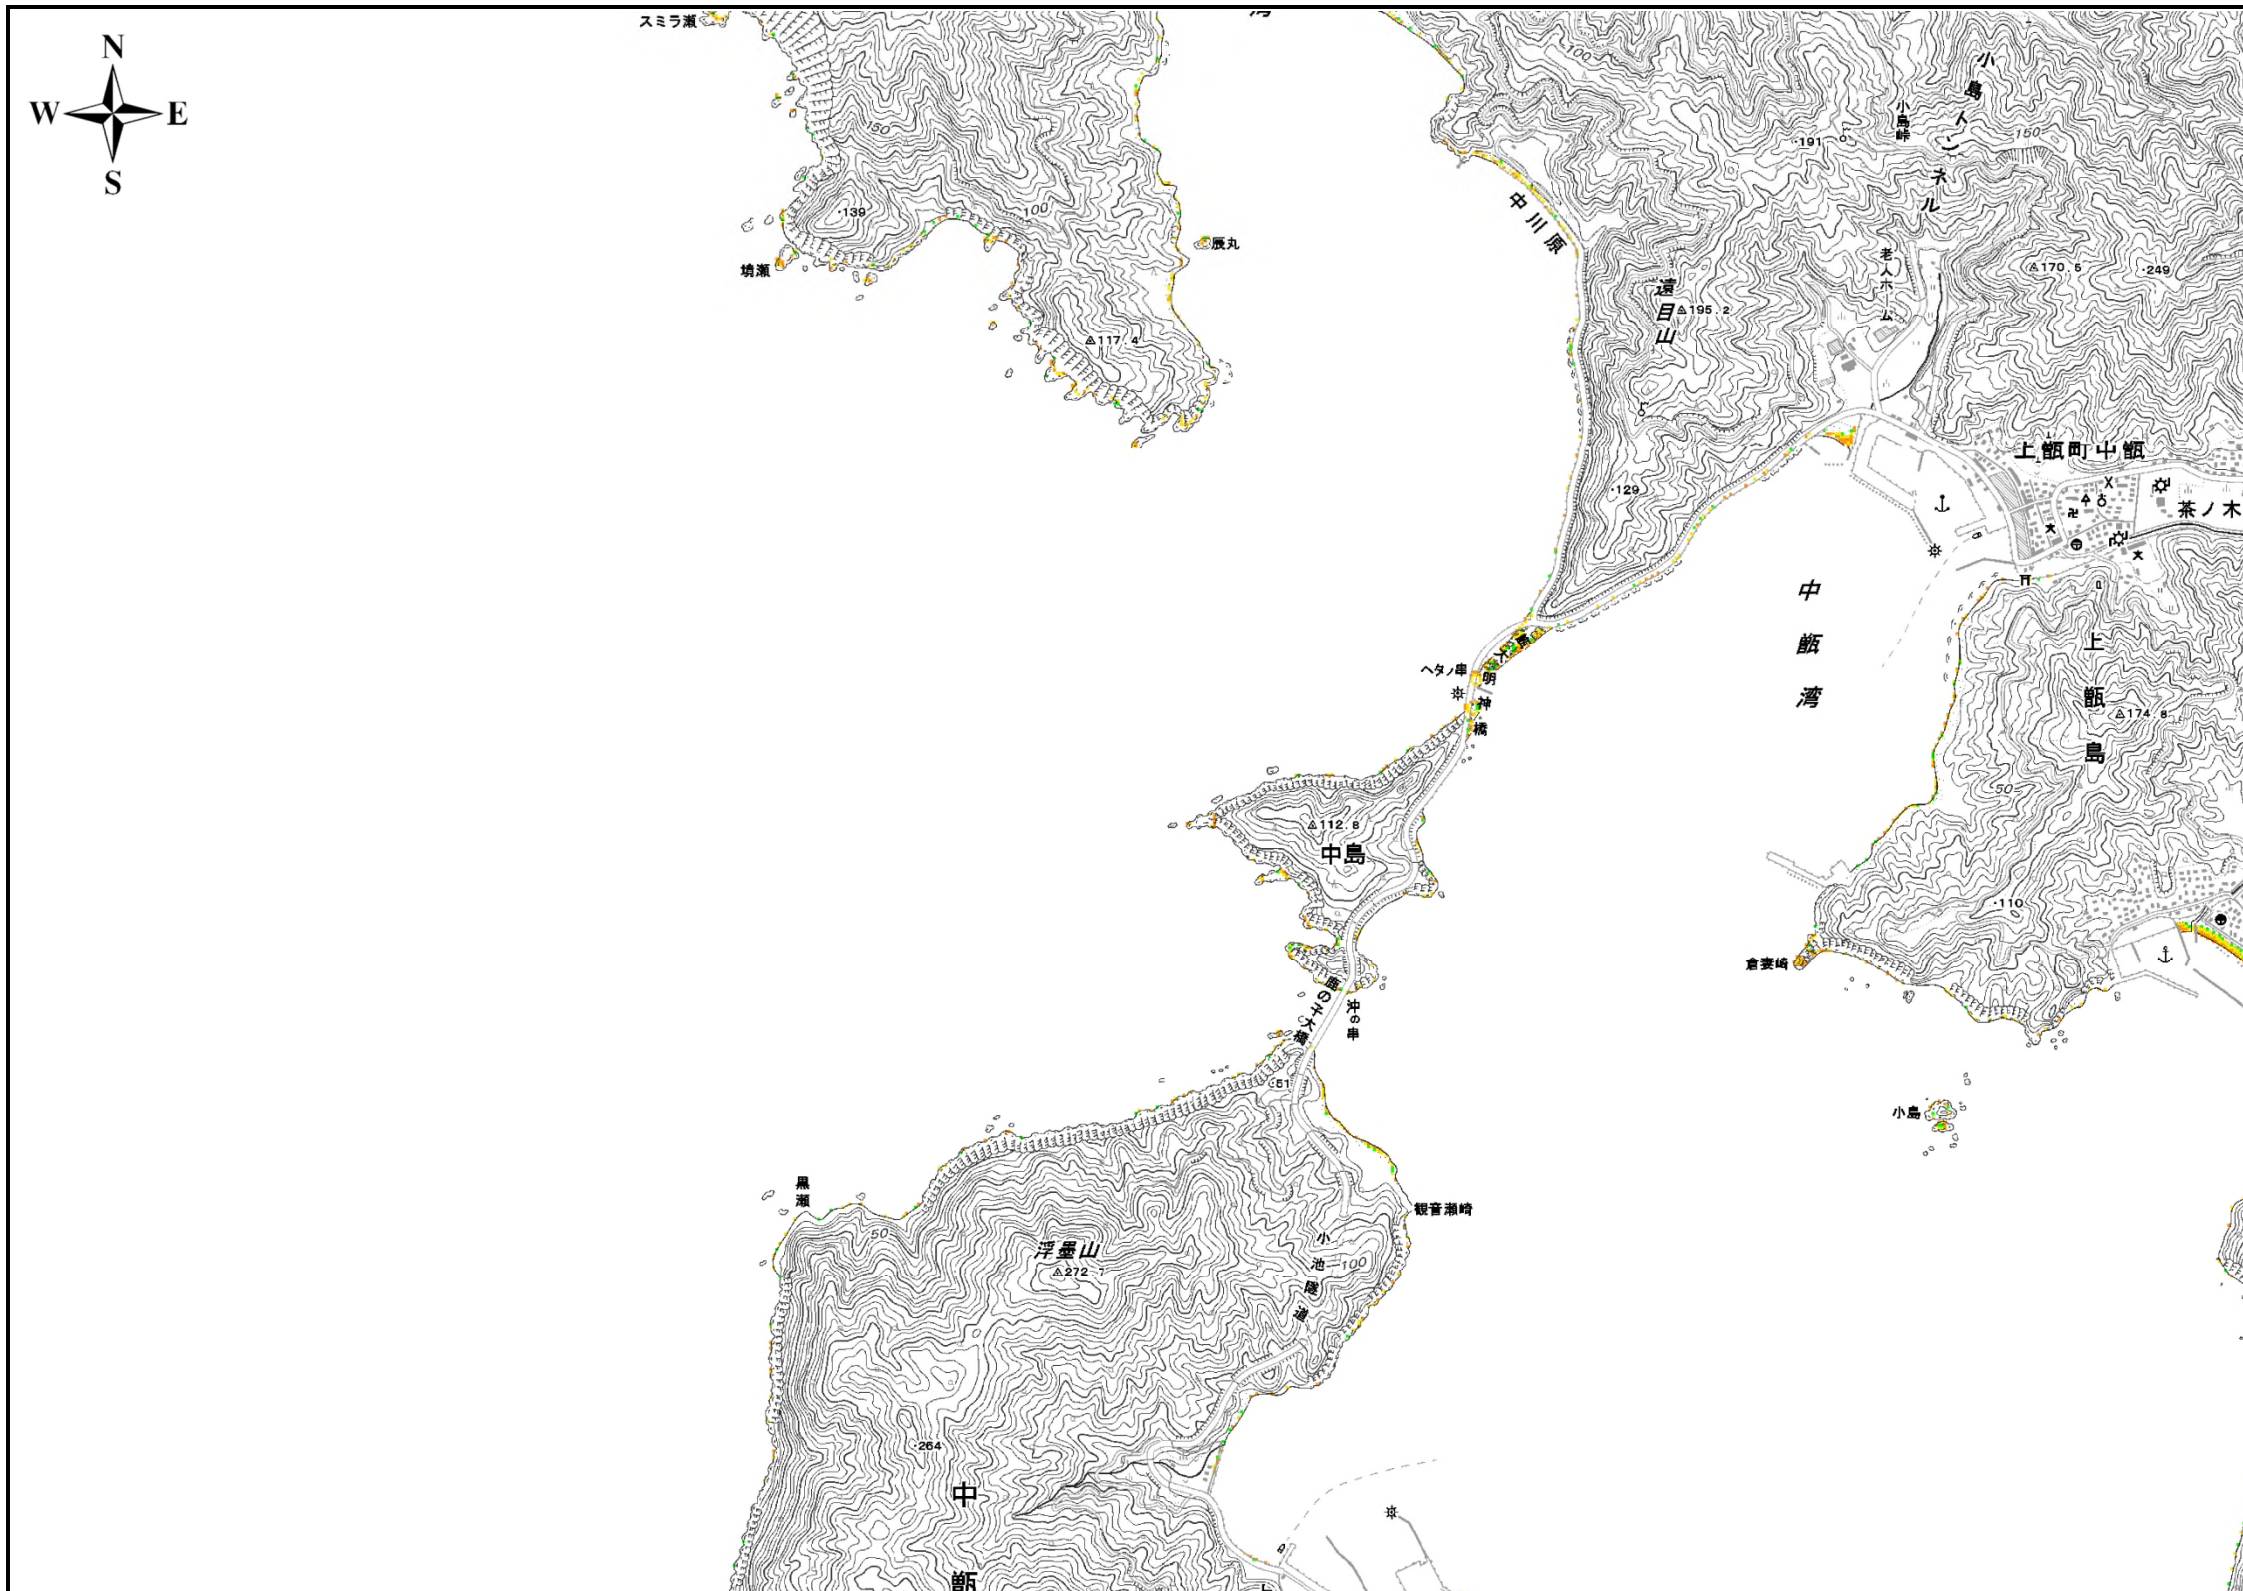 スミラ瀬
湾
N
W
E
S
100
小島トンネル
小島峠
150
191
150
139
100
中川原
辰丸
境瀬
老人ホーム
170.5
249
遠目山
195.2
117.4
上甑町中甑
129
茶ノ木
中甑湾
上甑島
ヘタノ串
大明神橋
174.8
50
112.8
中島
110
倉妻崎
鹿の子大橋
沖の串
51
小島
黒瀬
観音瀬崎
50
浮墨山
272.7
小池隧道
100
264
中甑
上